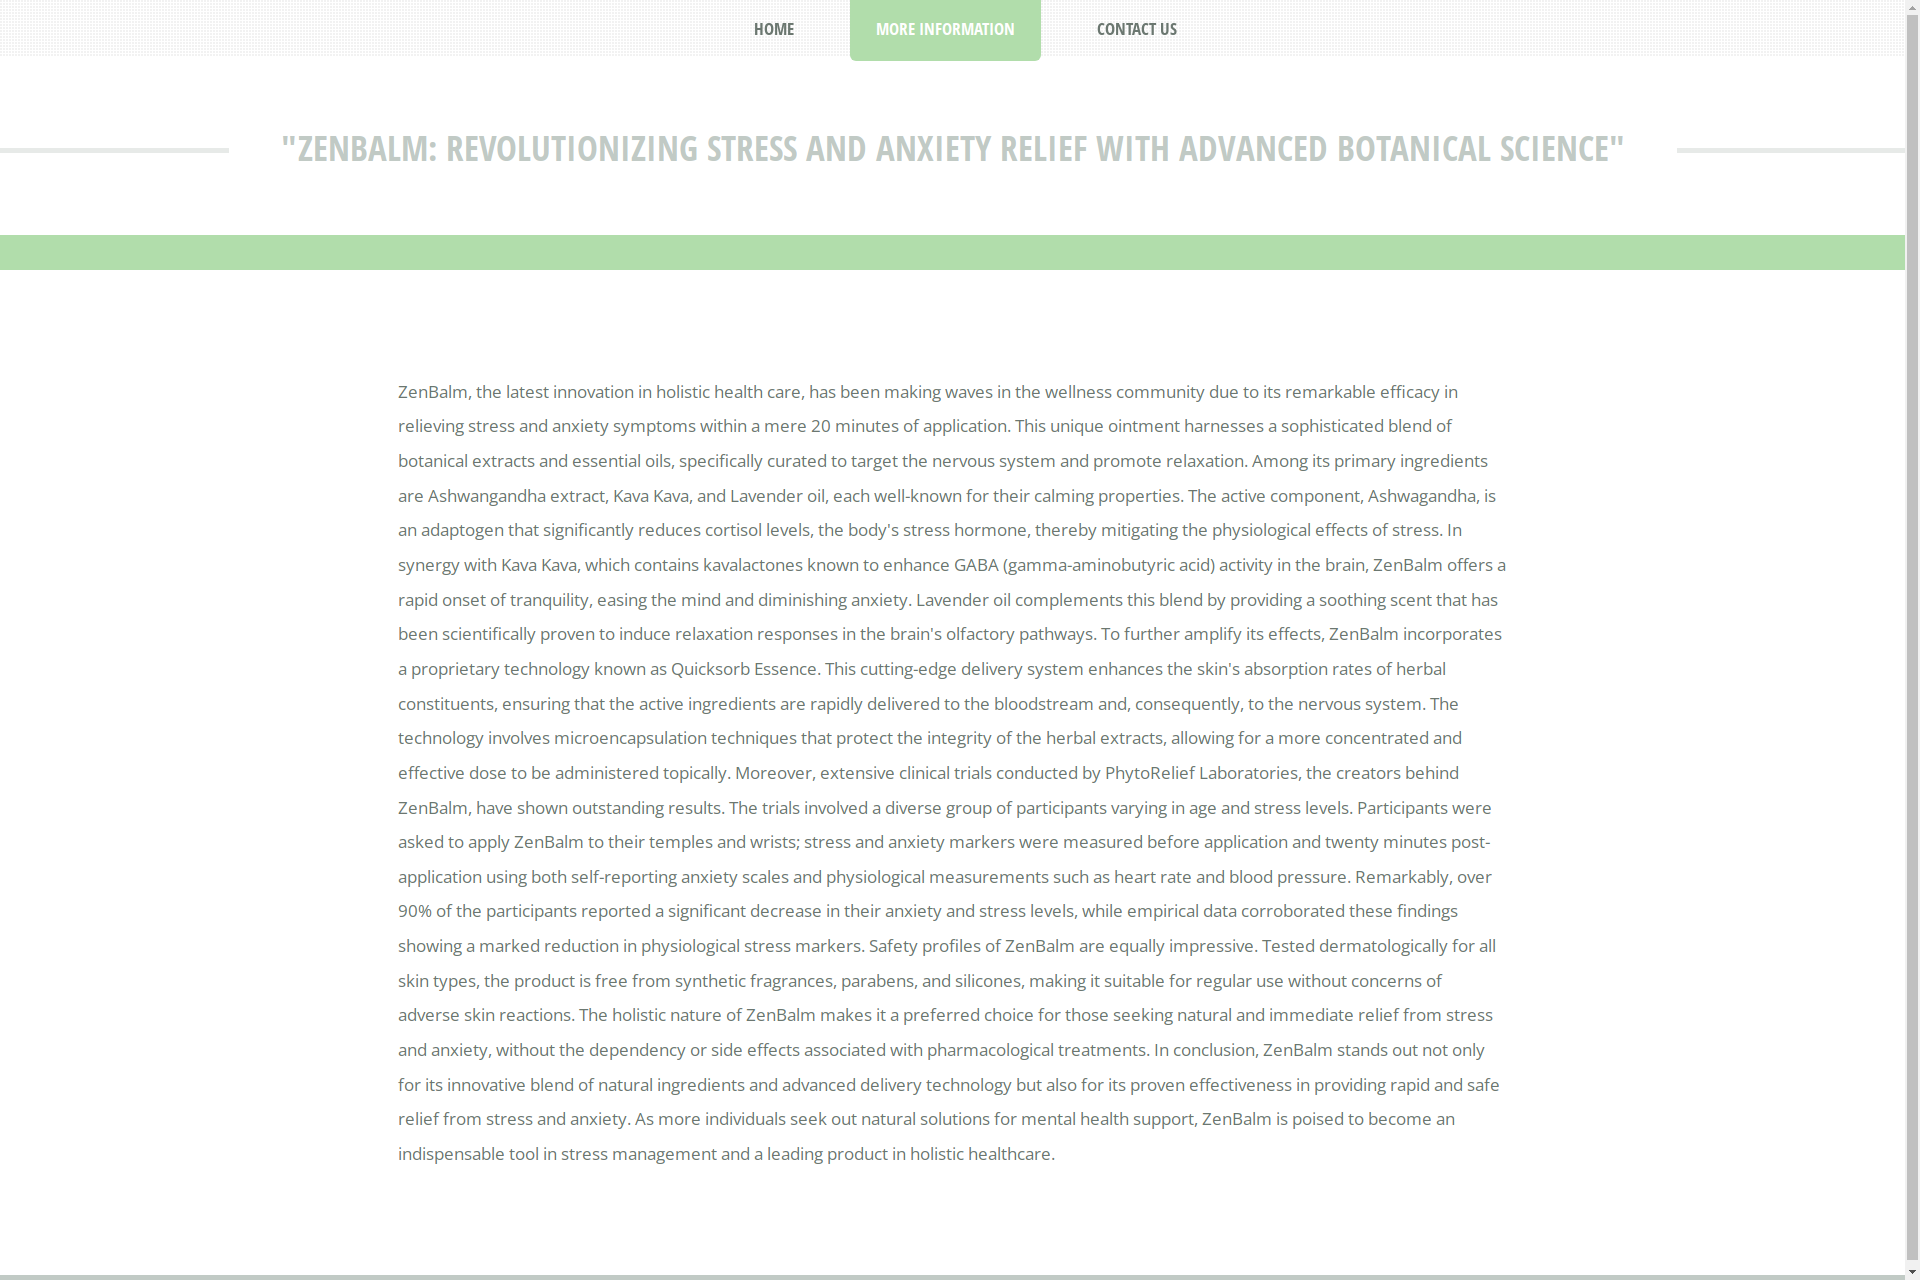 HOME
MORE INFORMATION
CONTACT US
"ZENBALM: REVOLUTIONIZING STRESS AND ANXIETY RELIEF WITH ADVANCED BOTANICAL SCIENCE"
ZenBalm, the latest innovation in holistic health care, has been making waves in the wellness community due to its remarkable efficacy in
relieving stress and anxiety symptoms within a mere 20 minutes of application. This unique ointment harnesses a sophisticated blend of
botanical extracts and essential oils, specifically curated to target the nervous system and promote relaxation. Among its primary ingredients
are Ashwangandha extract, Kava Kava, and Lavender oil, each well-known for their calming properties. The active component, Ashwagandha, is
an adaptogen that significantly reduces cortisol levels, the body's stress hormone, thereby mitigating the physiological effects of stress. In
synergy with Kava Kava, which contains kavalactones known to enhance GABA (gamma-aminobutyric acid) activity in the brain, ZenBalm offers a
rapid onset of tranquility, easing the mind and diminishing anxiety. Lavender oil complements this blend by providing a soothing scent that has
been scientifically proven to induce relaxation responses in the brain's olfactory pathways. To further amplify its effects, ZenBalm incorporates
a proprietary technology known as Quicksorb Essence. This cutting-edge delivery system enhances the skin's absorption rates of herbal
constituents, ensuring that the active ingredients are rapidly delivered to the bloodstream and, consequently, to the nervous system. The
technology involves microencapsulation techniques that protect the integrity of the herbal extracts, allowing for a more concentrated and
effective dose to be administered topically. Moreover, extensive clinical trials conducted by PhytoRelief Laboratories, the creators behind
ZenBalm, have shown outstanding results. The trials involved a diverse group of participants varying in age and stress levels. Participants were
asked to apply ZenBalm to their temples and wrists; stress and anxiety markers were measured before application and twenty minutes post-
application using both self-reporting anxiety scales and physiological measurements such as heart rate and blood pressure. Remarkably, over
90% of the participants reported a significant decrease in their anxiety and stress levels, while empirical data corroborated these findings
showing a marked reduction in physiological stress markers. Safety profiles of ZenBalm are equally impressive. Tested dermatologically for all
skin types, the product is free from synthetic fragrances, parabens, and silicones, making it suitable for regular use without concerns of
adverse skin reactions. The holistic nature of ZenBalm makes it a preferred choice for those seeking natural and immediate relief from stress
and anxiety, without the dependency or side effects associated with pharmacological treatments. In conclusion, ZenBalm stands out not only
for its innovative blend of natural ingredients and advanced delivery technology but also for its proven effectiveness in providing rapid and safe
relief from stress and anxiety. As more individuals seek out natural solutions for mental health support, ZenBalm is poised to become an
indispensable tool in stress management and a leading product in holistic healthcare.